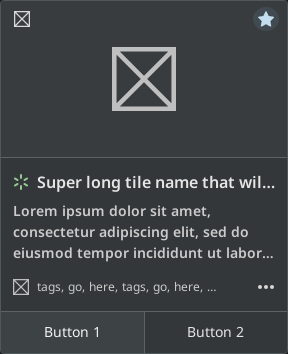 Super long tile name that wil...
Lorem ipsum dolor sit amet,
consectetur adipiscing elit, sed do
eiusmod tempor incididunt ut labor...
tags, go, here, tags, go, here, ...
Button 1
Button 2